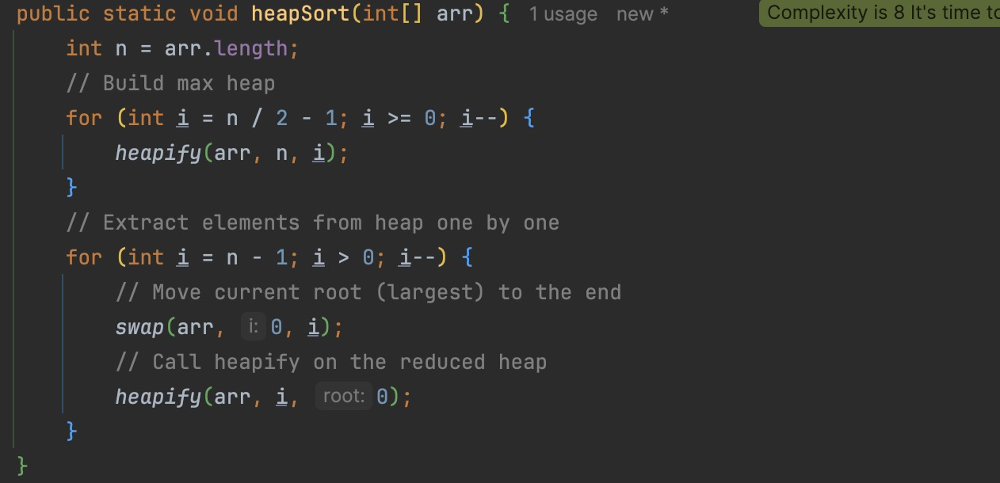 public static void heapSort(int[] arr) { 1 usage new * Complexity is 8 It's time to
int n = arr.length;
// Build max heap
for (int i = n / 2 - 1; i >= 0; i--) {
heapify(arr, n, i);
}
// Extract elements from heap one by one
for (int i = n - 1; i > 0; i--) {
// Move current root (largest) to the end
swap(arr, i: 0, i);
// Call heapify on the reduced heap
heapify(arr, i, root: 0);
}
}